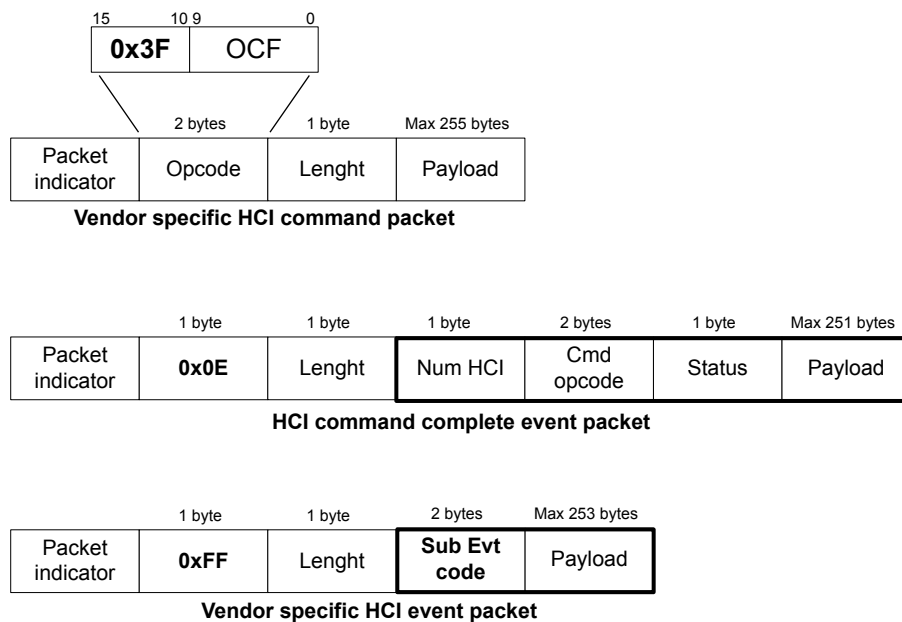 15 10 9 0
0x3F OCF
2 bytes 1 byte Max 255 bytes
Packet indicator Opcode Lenght Payload
Vendor specific HCI command packet
1 byte 1 byte 1 byte 2 bytes 1 byte Max 251 bytes
Packet indicator 0x0E Lenght Num HCI Cmd opcode Status Payload
HCI command complete event packet
1 byte 1 byte 2 bytes Max 253 bytes
Packet indicator 0xFF Lenght Sub Evt code Payload
Vendor specific HCI event packet